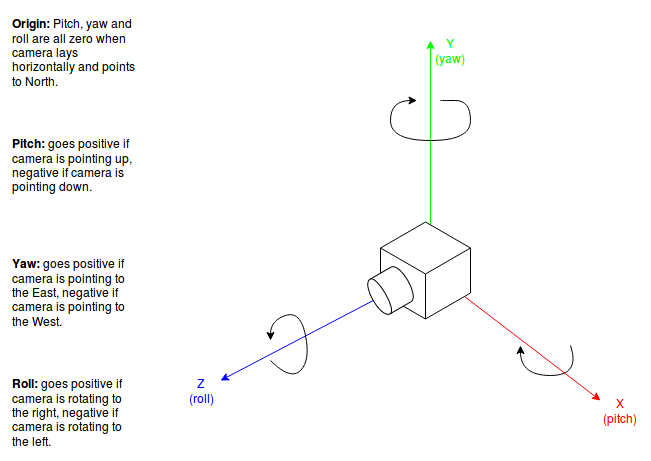 Origin: Pitch, yaw and
roll are all zero when
camera lays
horizontally and points
to North.
Pitch: goes positive if
camera is pointing up,
negative if camera is
pointing down.
Yaw: goes positive if
camera is pointing to
the East, negative if
camera is pointing to
the West.
Roll: goes positive if
camera is rotating to
the right, negative if
camera is rotating to
the left.
Y
(yaw)
Z
(roll)
X
(pitch)